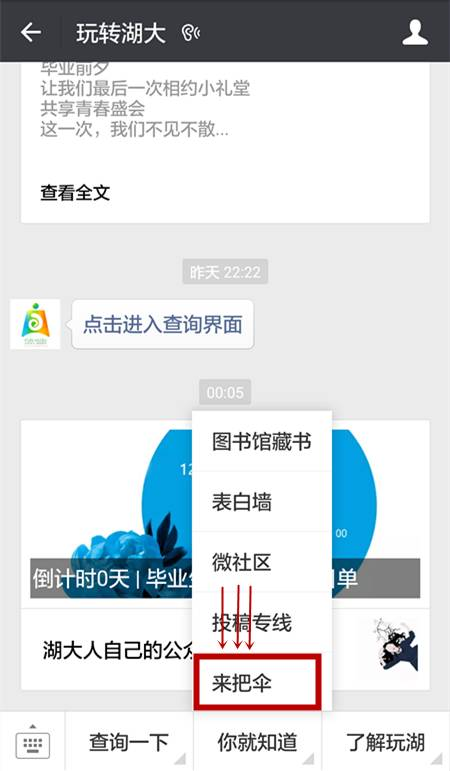 玩转湖大
毕业前夕
让我们最后一次相约小礼堂
共享青春盛会
这一次，我们不见不散...
查看全文
昨天 22:22
点击进入查询界面
00:05
图书馆藏书
12
表白墙
00
微社区
倒计时0天 | 毕业
单
投稿专线
湖大人自己的公众
来把伞
查询一下
你就知道
了解玩湖